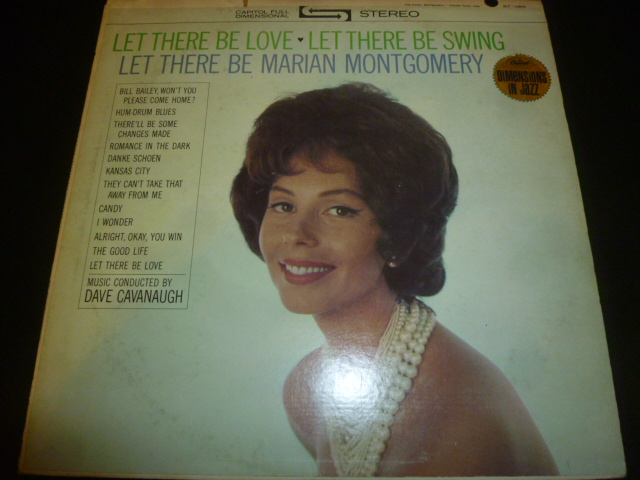 CAPITOL FULL
DIMENSIONAL
STEREO
LET THERE BE LOVE ♥ LET THERE BE SWING
LET THERE BE MARIAN MONTGOMERY
Capitol
DIMENSIONS
IN JAZZ
BILL BAILEY, WON'T YOU
PLEASE COME HOME?
HUM-DRUM BLUES
THERE'LL BE SOME
CHANGES MADE
ROMANCE IN THE DARK
DANKE SCHOEN
KANSAS CITY
THEY CAN'T TAKE THAT
AWAY FROM ME
CANDY
I WONDER
ALRIGHT, OKAY, YOU WIN
THE GOOD LIFE
LET THERE BE LOVE
MUSIC CONDUCTED BY
DAVE CAVANAUGH